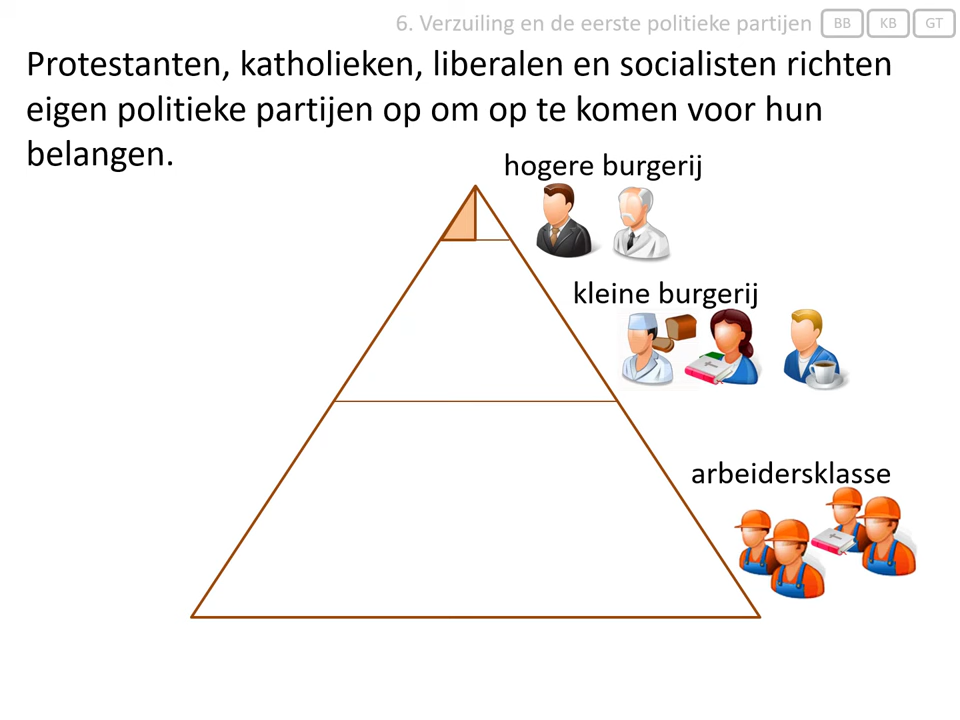 6. Verzuiling en de eerste politieke partijen BB KB GT
Protestanten, katholieken, liberalen en socialisten richten
eigen politieke partijen op om op te komen voor hun
belangen.
hogere burgerij
kleine burgerij
arbeidersklasse